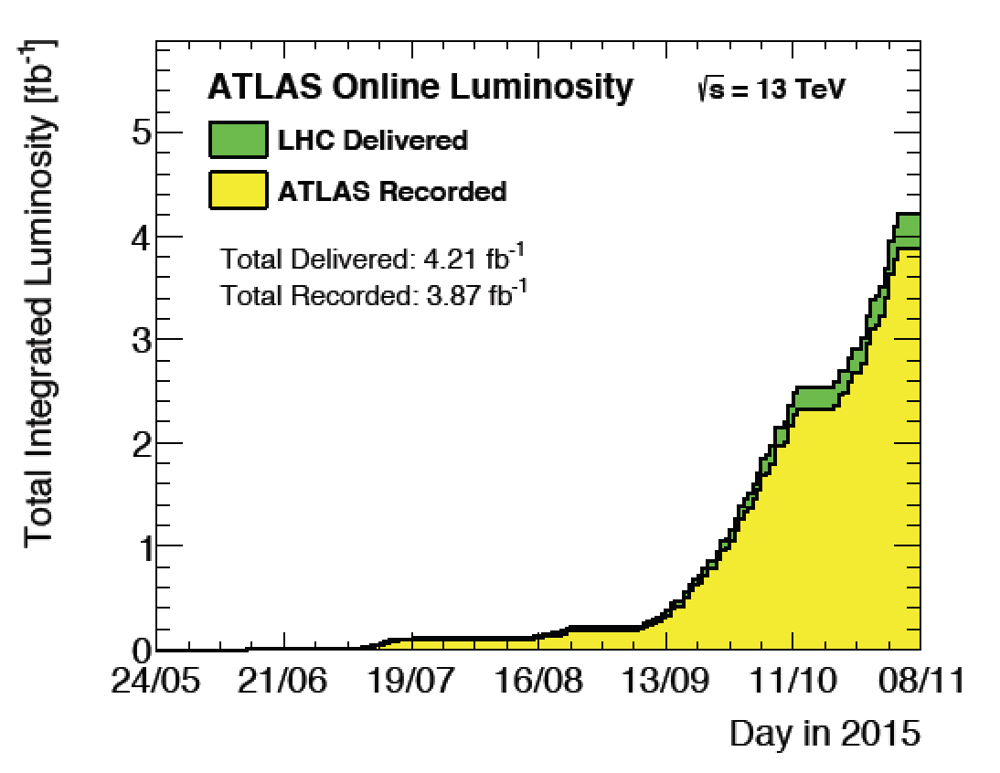 Total Integrated Luminosity [fb⁻¹]
ATLAS Online Luminosity √s = 13 TeV
LHC Delivered
ATLAS Recorded
Total Delivered: 4.21 fb⁻¹
Total Recorded: 3.87 fb⁻¹
5
4
3
2
1
0
24/05 21/06 19/07 16/08 13/09 11/10 08/11
Day in 2015